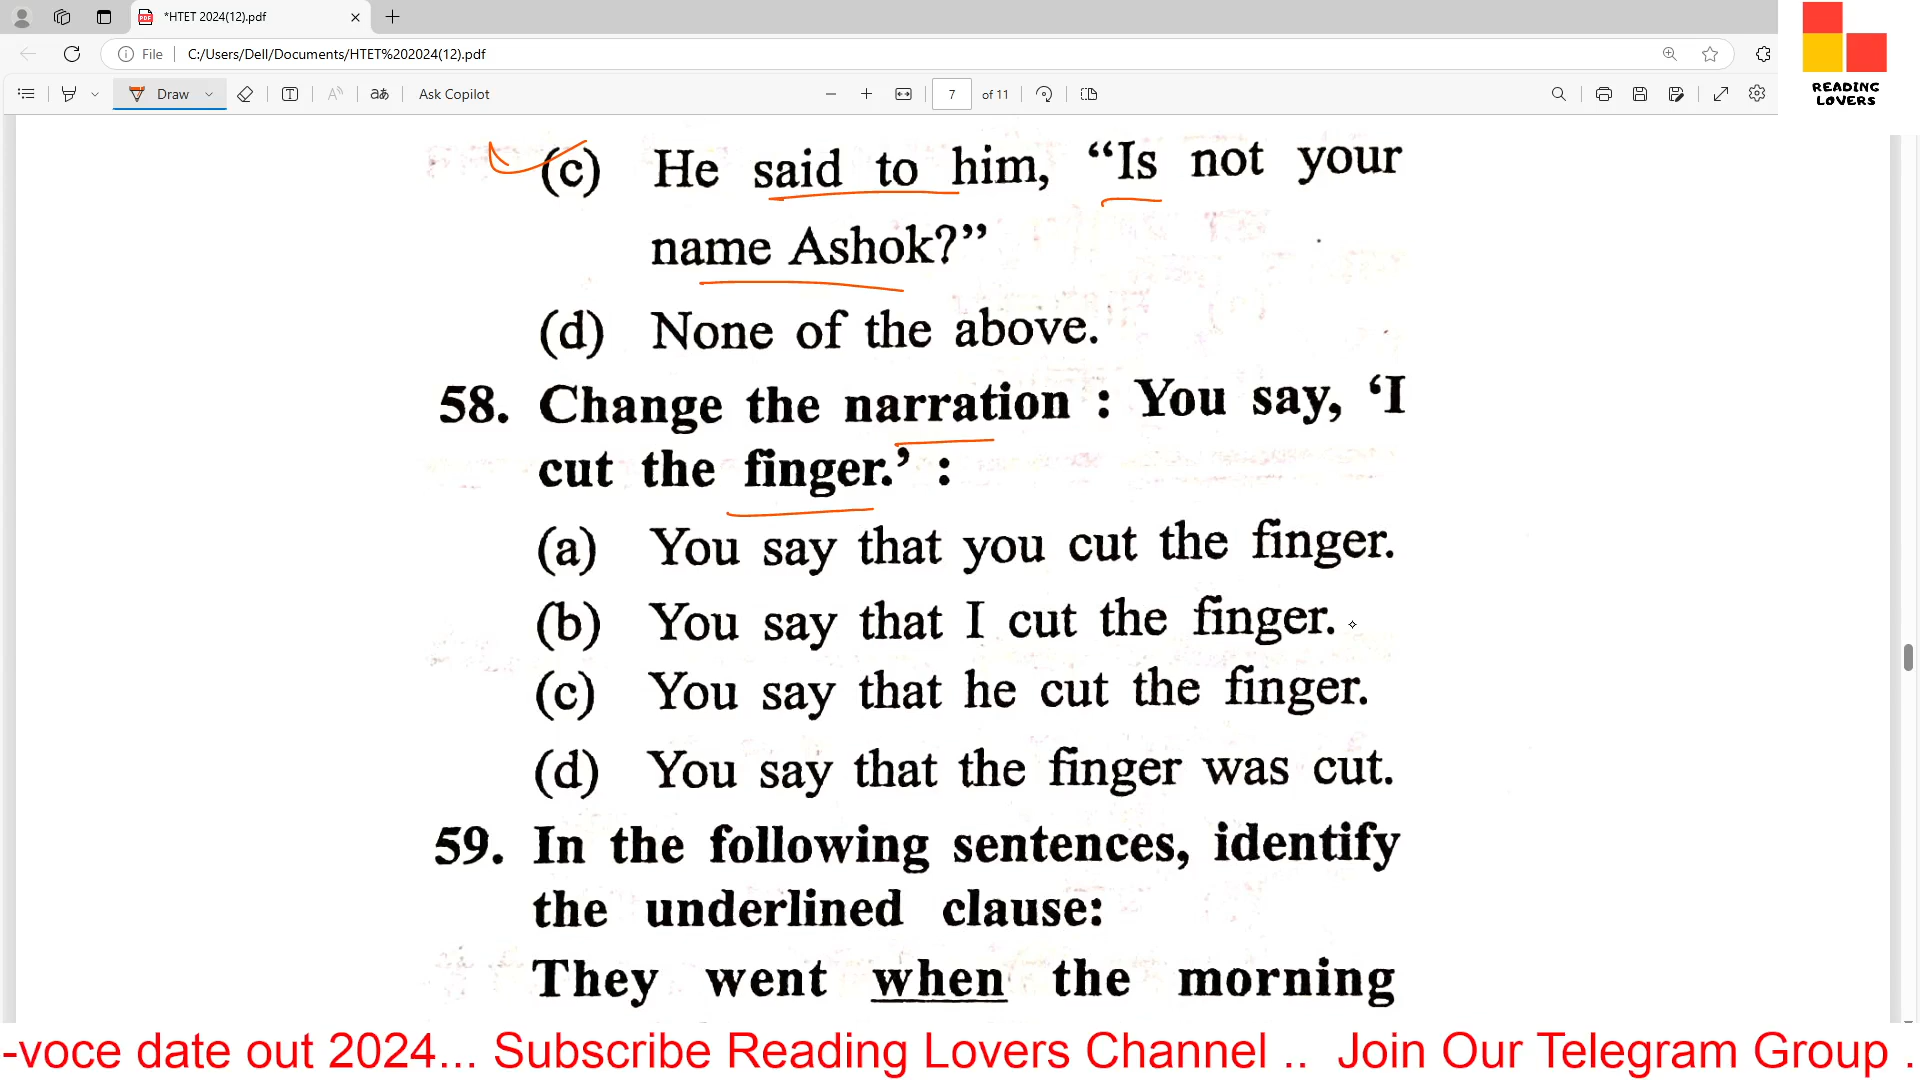 *HTET 2024(12).pdf
File C:/Users/Dell/Documents/HTET%202024(12).pdf
Draw aあ Ask Copilot 7 of 11
READING
LOVERS
(c) He said to him, “Is not your
name Ashok?”
(d) None of the above.
58. Change the narration : You say, ‘I
cut the finger.’ :
(a) You say that you cut the finger.
(b) You say that I cut the finger.
(c) You say that he cut the finger.
(d) You say that the finger was cut.
59. In the following sentences, identify
the underlined clause:
They went when the morning
-voce date out 2024... Subscribe Reading Lovers Channel .. Join Our Telegram Group .